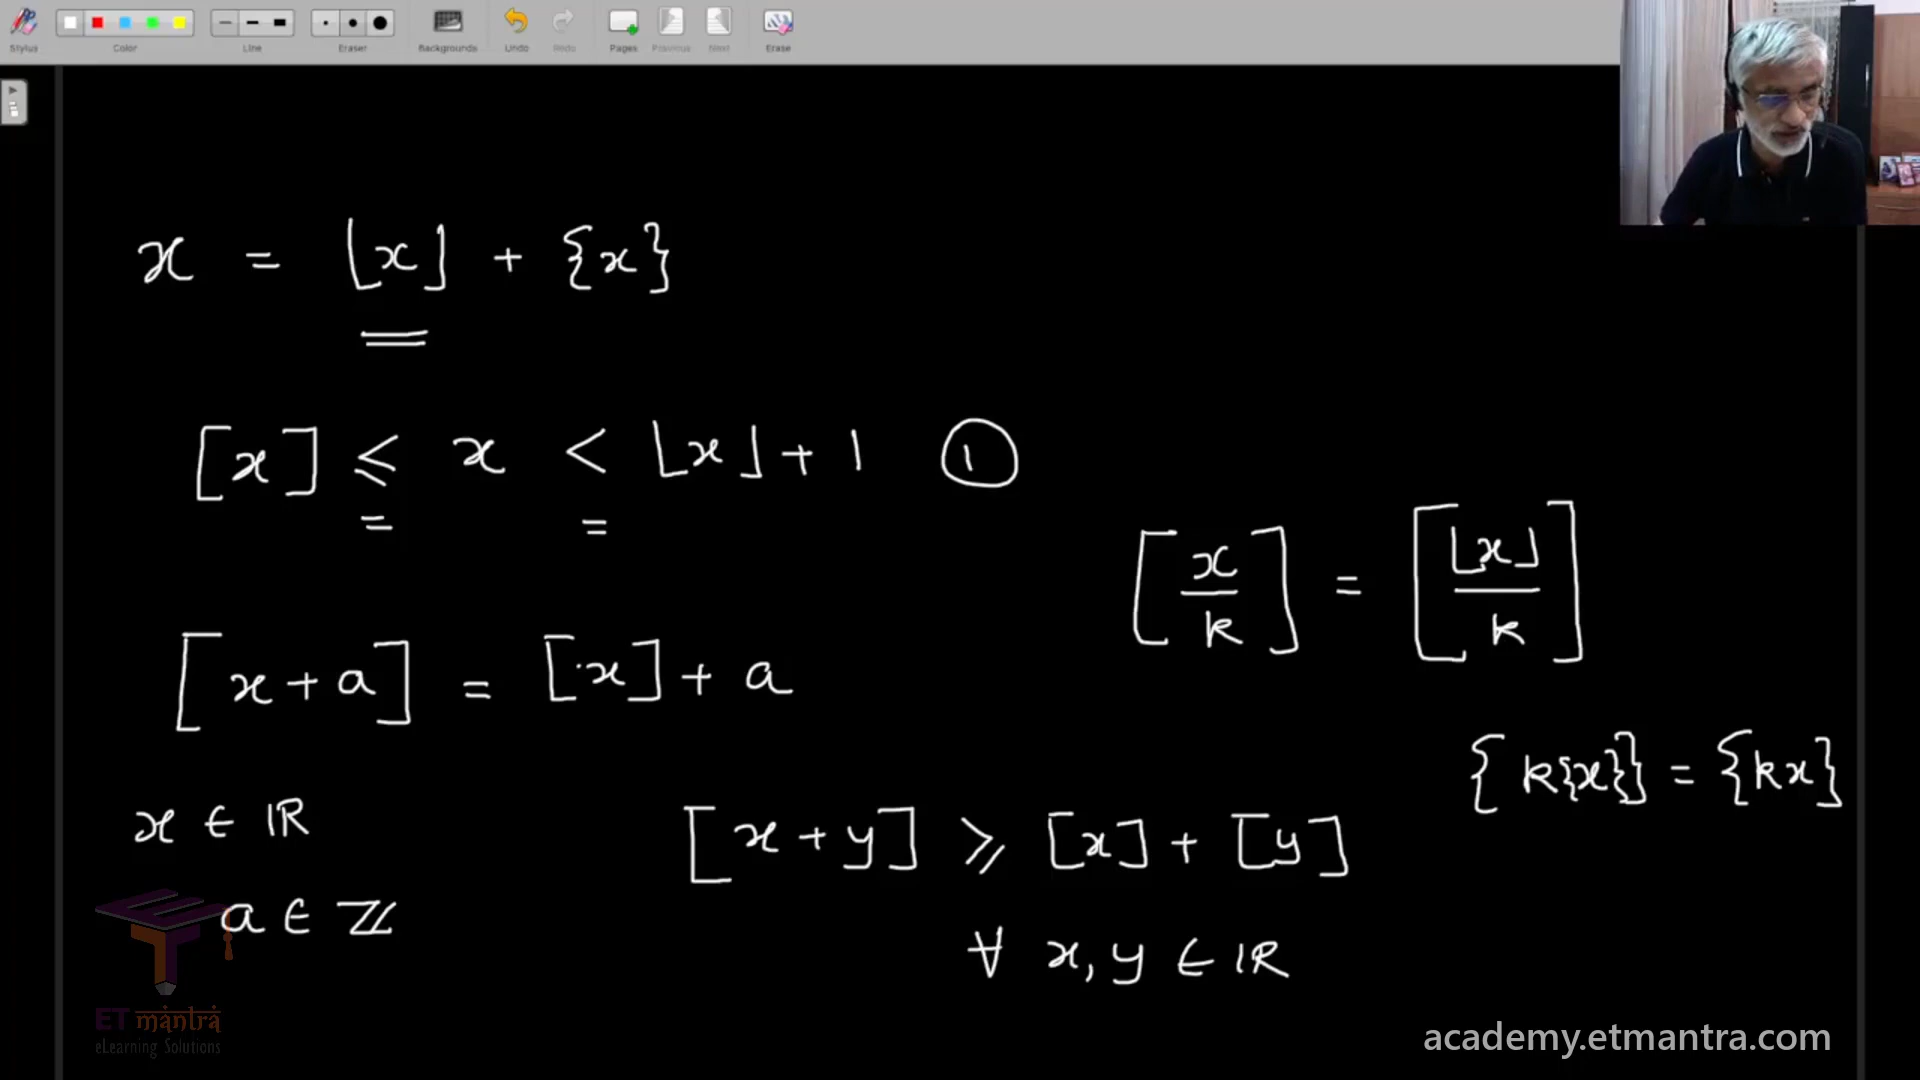 Stylus Color Line Eraser Backgrounds Undo Redo Pages Previous Next Erase
x = ⌊x⌋ + {x}
[x] ≤ x < ⌊x⌋ + 1 ①
= =
[x/k] = [⌊x⌋/k]
[x + a] = [x] + a
{k{x}} = {kx}
x ∈ ℝ
[x + y] ≥ [x] + [y]
a ∈ ℤ
∀ x, y ∈ ℝ
ET mantra
eLearning Solutions
academy.etmantra.com